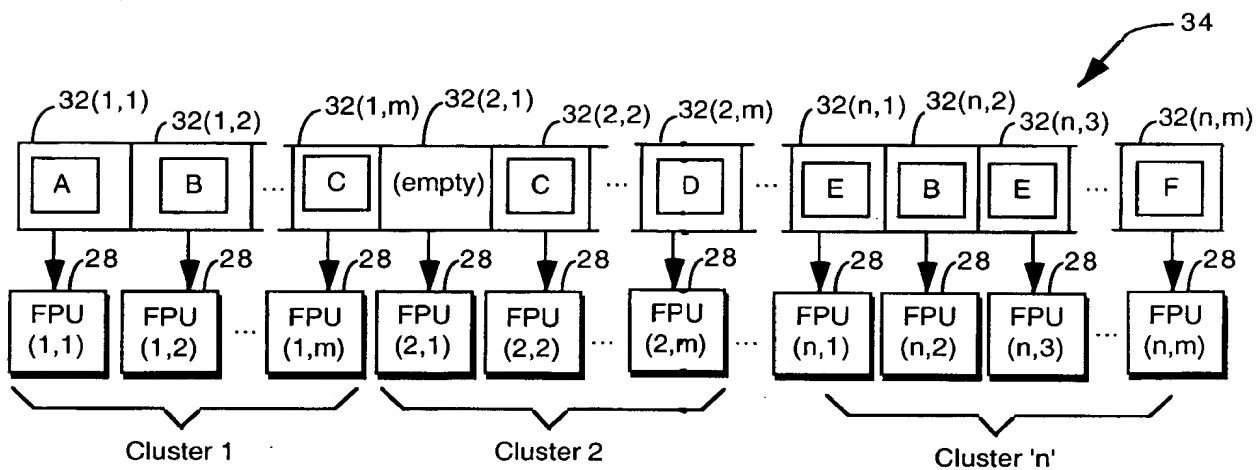 34
32(1,1) 32(1,2) 32(1,m) 32(2,1) 32(2,2) 32(2,m) 32(n,1) 32(n,2) 32(n,3) 32(n,m)
A B ... C (empty) C ... D ... E B E ... F
28 28 28 28 28 28 28 28 28 28
FPU FPU FPU FPU FPU FPU FPU FPU FPU FPU
(1,1) (1,2) ... (1,m) (2,1) (2,2) ... (2,m) ... (n,1) (n,2) (n,3) ... (n,m)
Cluster 1 Cluster 2 Cluster 'n'